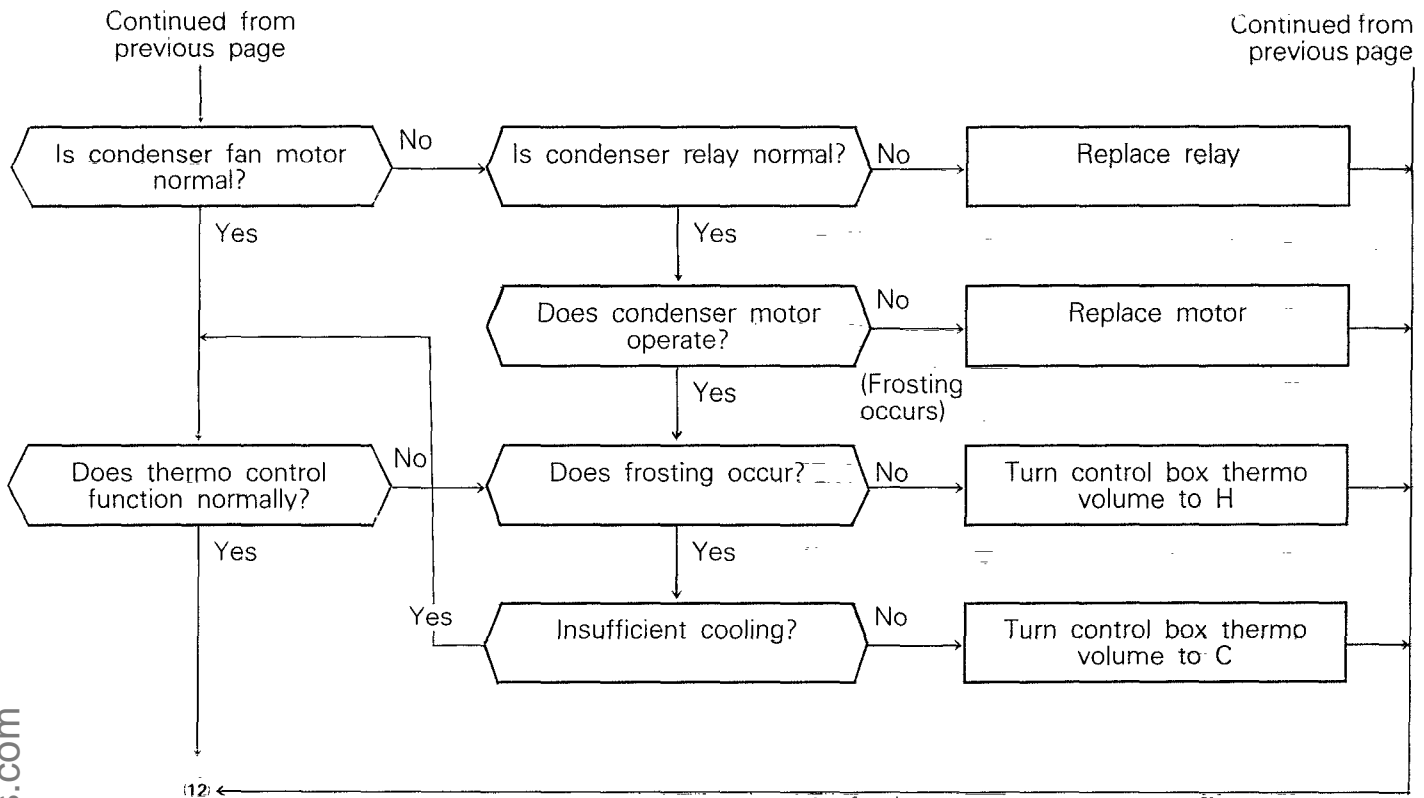 Continued from
previous page
Continued from
previous page
Is condenser fan motor
normal?
No
Is condenser relay normal?
No
Replace relay
Yes
Yes
Does condenser motor
operate?
No
Replace motor
Yes
(Frosting
occurs)
Does thermo control
function normally?
No
Does frosting occur?
No
Turn control box thermo
volume to H
Yes
Yes
Yes
Insufficient cooling?
No
Turn control box thermo
volume to C
(12)
s.com